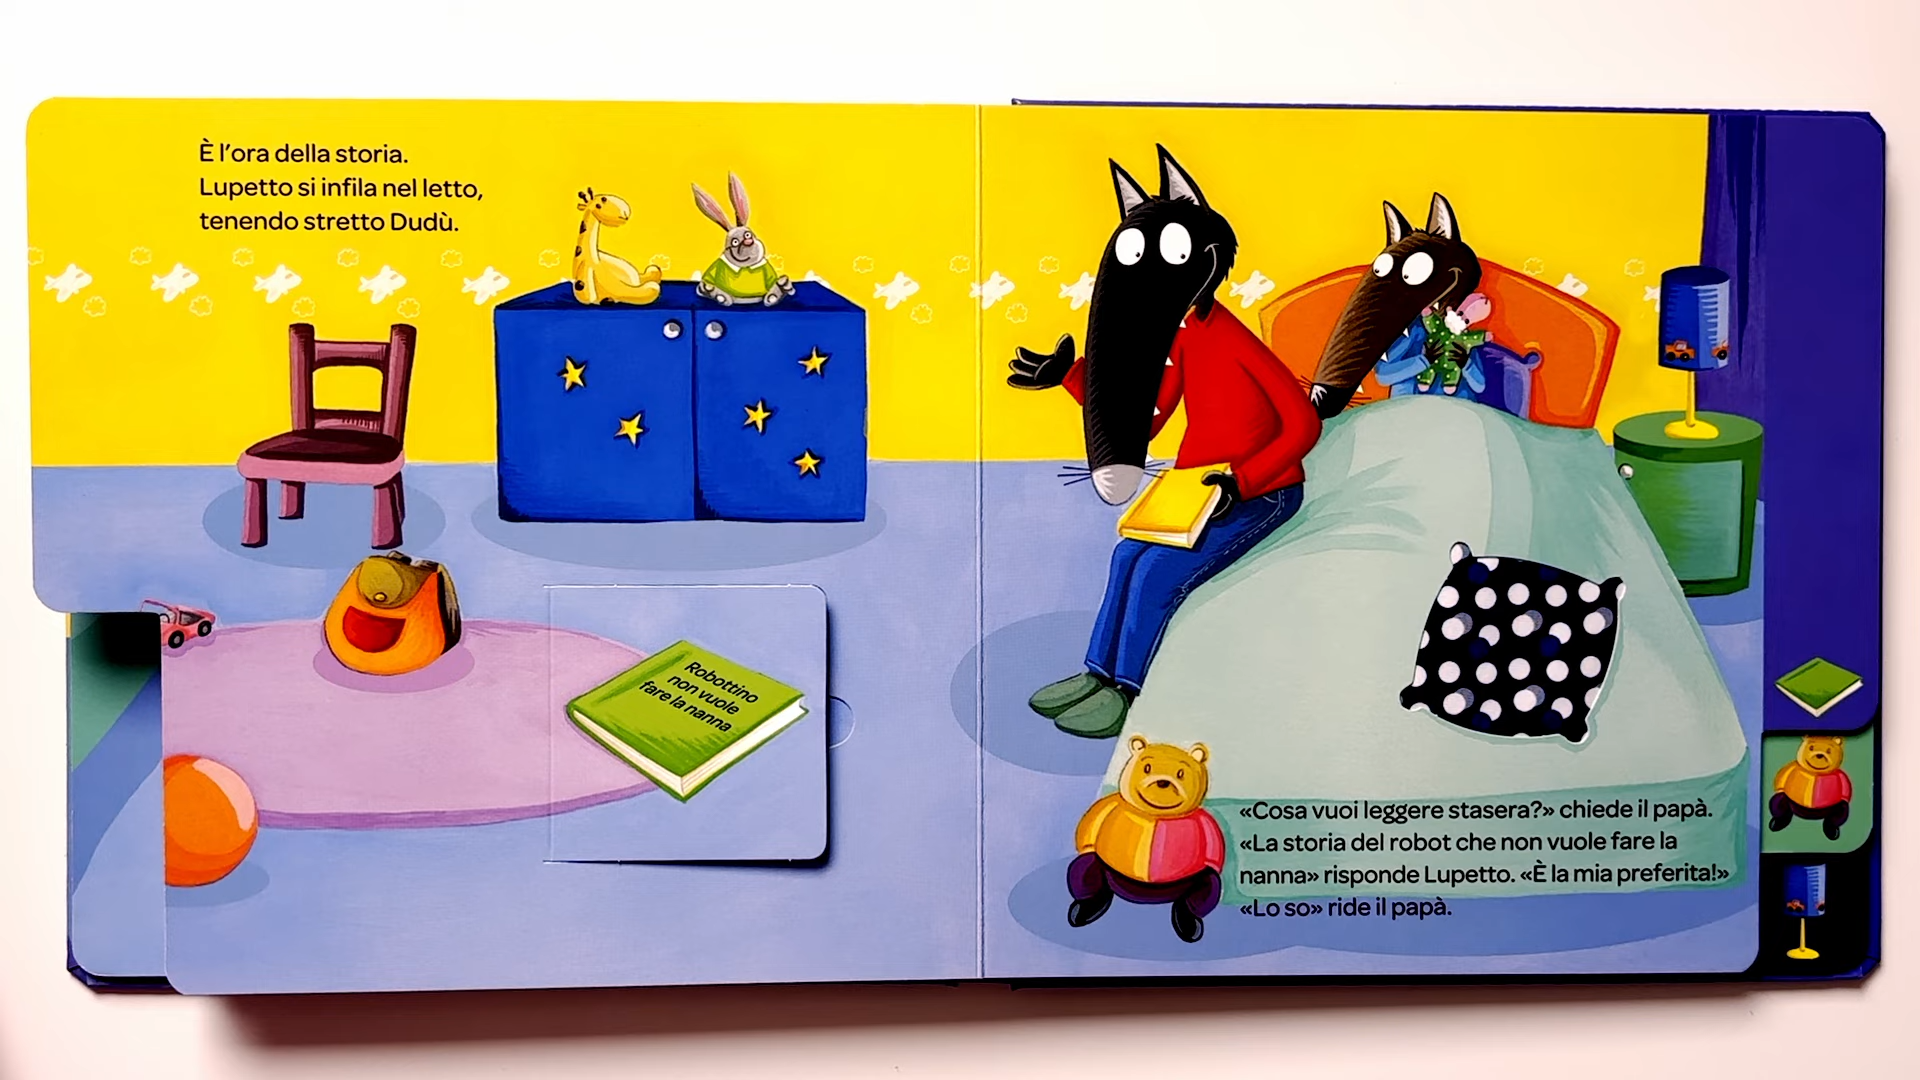 È l'ora della storia.
Lupetto si infila nel letto,
tenendo stretto Dudù.
Robottino
non vuole
fare la nanna
«Cosa vuoi leggere stasera?» chiede il papà.
«La storia del robot che non vuole fare la
nanna» risponde Lupetto. «È la mia preferita!»
«Lo so» ride il papà.